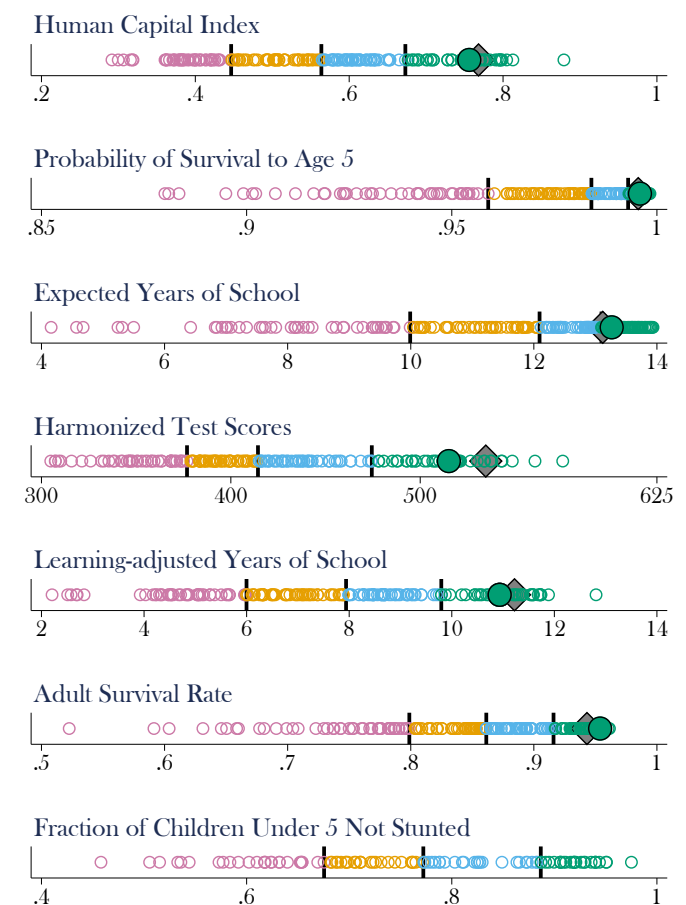 Human Capital Index
.2 .4 .6 .8 1
Probability of Survival to Age 5
.85 .9 .95 1
Expected Years of School
4 6 8 10 12 14
Harmonized Test Scores
300 400 500 625
Learning-adjusted Years of School
2 4 6 8 10 12 14
Adult Survival Rate
.5 .6 .7 .8 .9 1
Fraction of Children Under 5 Not Stunted
.4 .6 .8 1